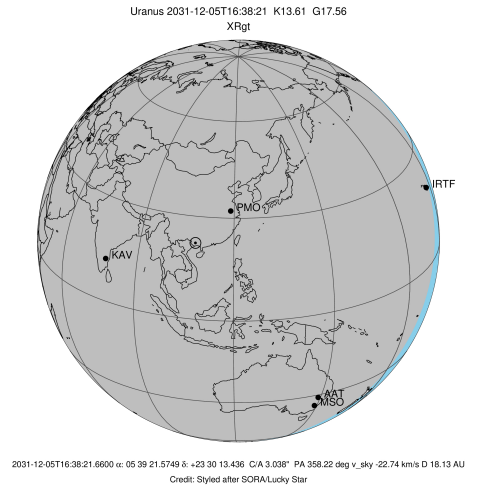 Uranus 2031-12-05T16:38:21 K13.61 G17.56
XRgt
IRTF
PMO
KAV
AAT
MSO
2031-12-05T16:38:21.6600 α: 05 39 21.5749 δ: +23 30 13.436 C/A 3.038" PA 358.22 deg v_sky -22.74 km/s D 18.13 AU
Credit: Styled after SORA/Lucky Star